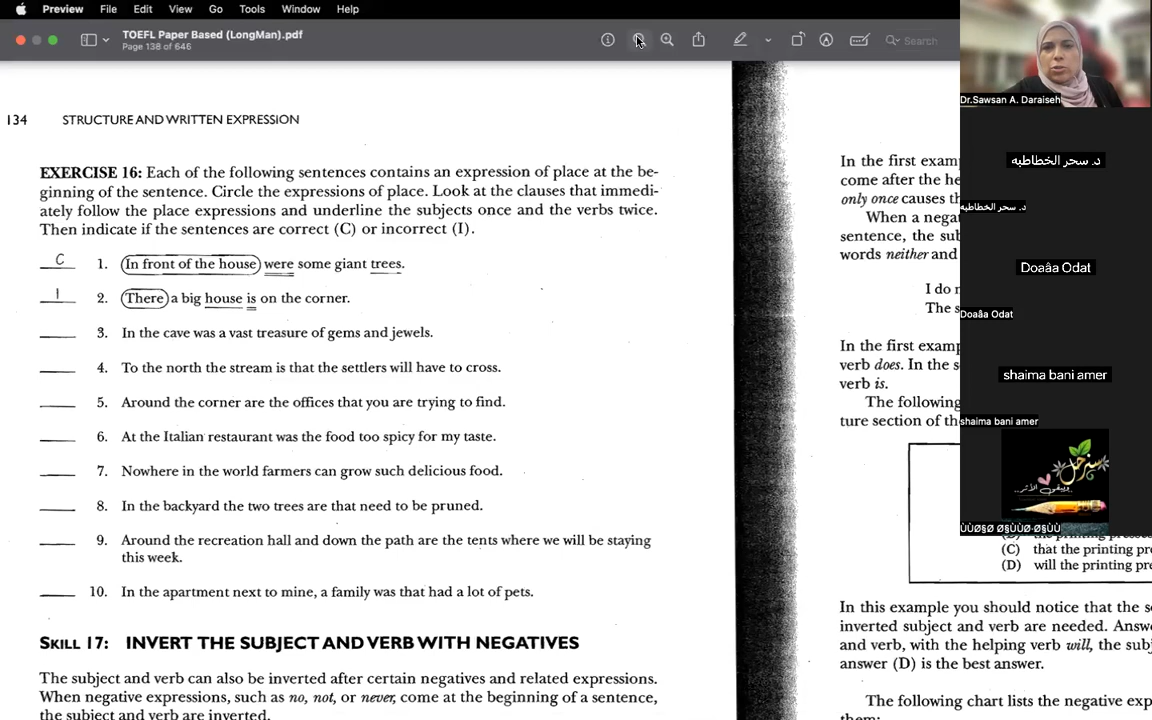 Preview File Edit View Go Tools Window Help
TOEFL Paper Based (LongMan).pdf
Page 138 of 646
Search
134 STRUCTURE AND WRITTEN EXPRESSION
EXERCISE 16: Each of the following sentences contains an expression of place at the be-
ginning of the sentence. Circle the expressions of place. Look at the clauses that immedi-
ately follow the place expressions and underline the subjects once and the verbs twice.
Then indicate if the sentences are correct (C) or incorrect (I).
C 1. In front of the house were some giant trees.
I 2. There a big house is on the corner.
3. In the cave was a vast treasure of gems and jewels.
4. To the north the stream is that the settlers will have to cross.
5. Around the corner are the offices that you are trying to find.
6. At the Italian restaurant was the food too spicy for my taste.
7. Nowhere in the world farmers can grow such delicious food.
8. In the backyard the two trees are that need to be pruned.
9. Around the recreation hall and down the path are the tents where we will be staying
this week.
10. In the apartment next to mine, a family was that had a lot of pets.
SKILL 17: INVERT THE SUBJECT AND VERB WITH NEGATIVES
The subject and verb can also be inverted after certain negatives and related expressions.
When negative expressions, such as no, not, or never, come at the beginning of a sentence,
the subject and verb are inverted.
In the first
come after the
only once causes
When a
sentence, the
words neither and
I do
The
In the first
verb does. In the
verb is.
The following
ture section of
(C) that the printing
(D) will the printing
In this example you should notice that the
inverted subject and verb are needed.
and verb, with the helping verb will, the
answer (D) is the best answer.
The following chart lists the negative
them:
Dr.Sawsan A. Daraiseh
د. سحر الخطاطبه
د. سحر الخطاطبه
Doaâa Odat
Doaâa Odat
shaima bani amer
shaima bani amer